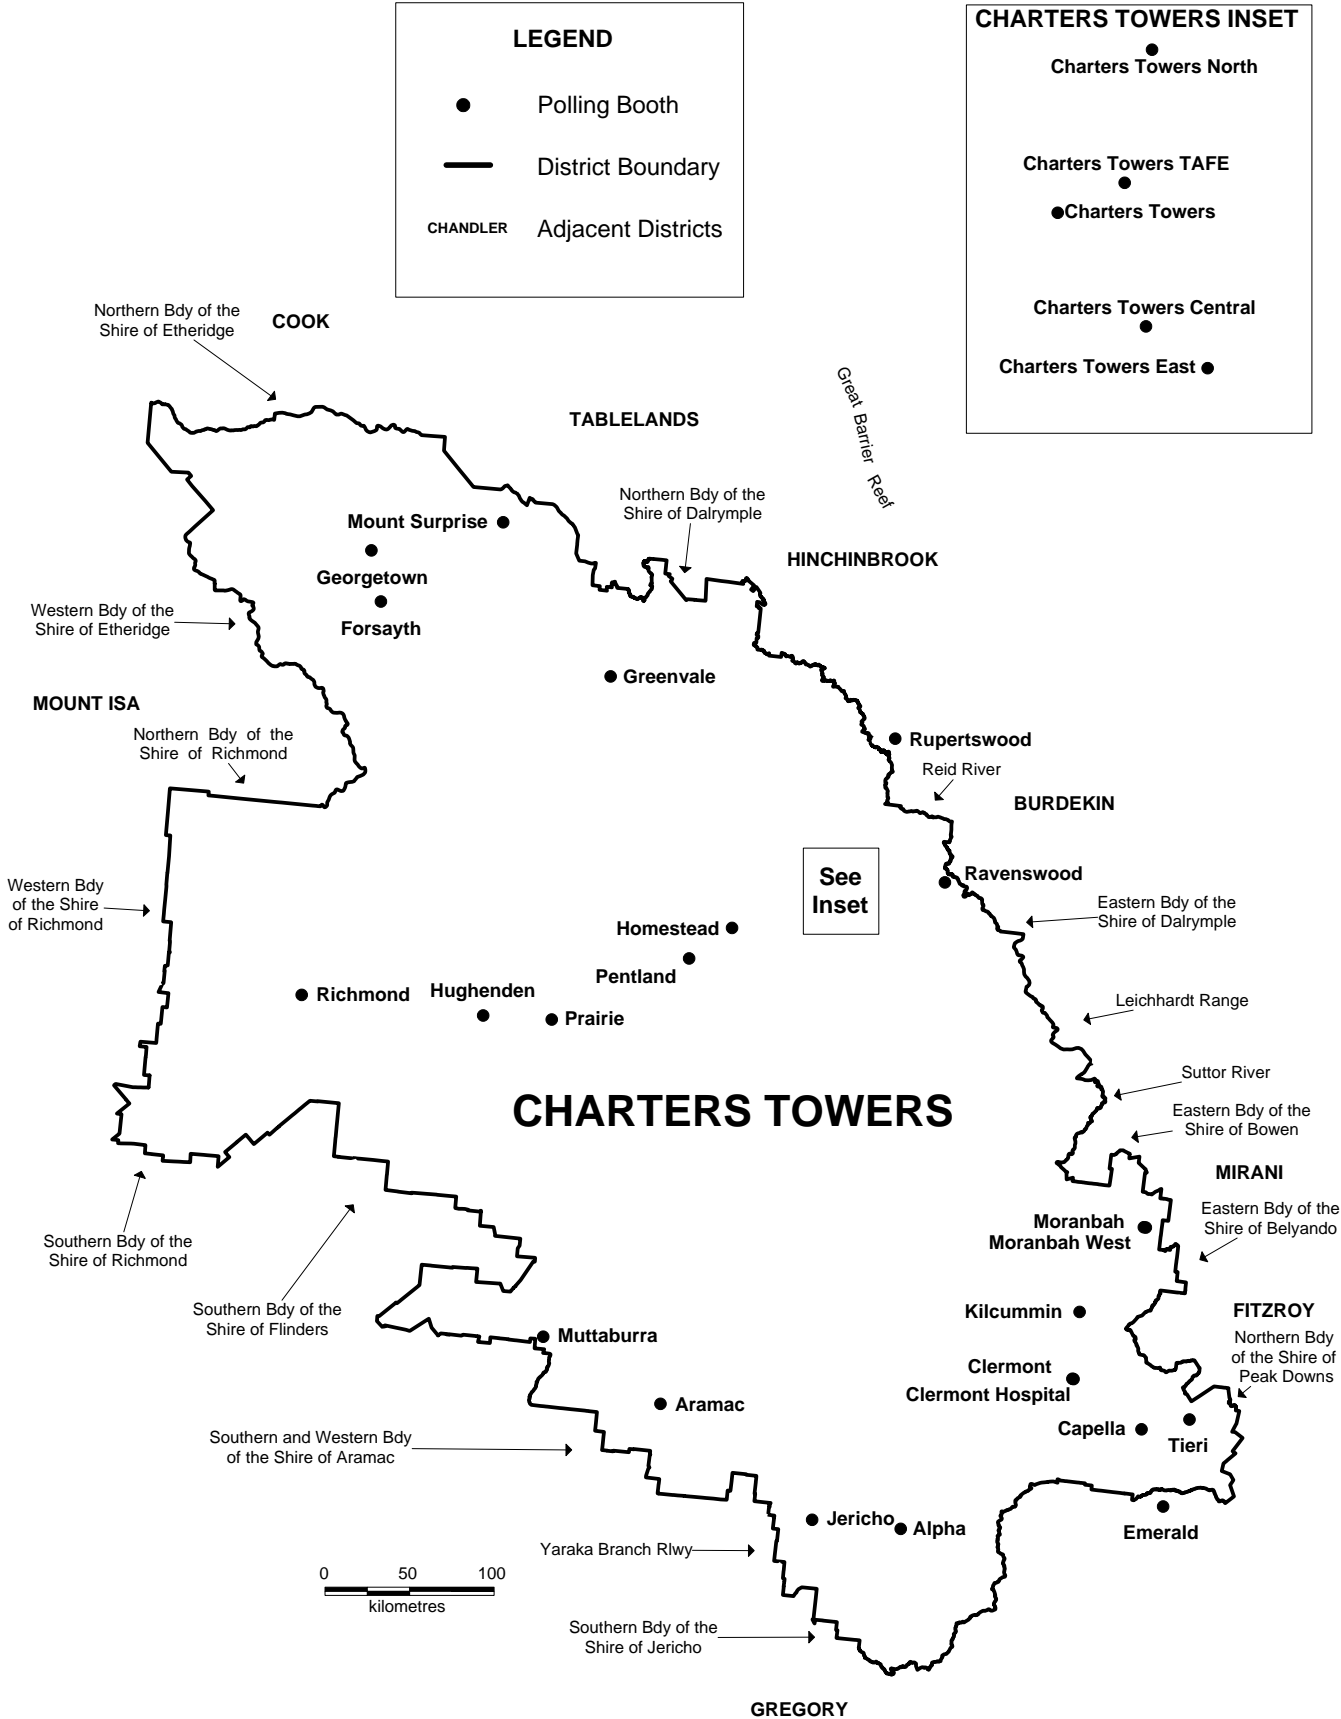 LEGEND
Polling Booth
District Boundary
CHANDLER Adjacent Districts
CHARTERS TOWERS INSET
Charters Towers North
Charters Towers TAFE
Charters Towers
Charters Towers Central
Charters Towers East
Northern Bdy of the
Shire of Etheridge
COOK
TABLELANDS
Great Barrier Reef
Northern Bdy of the
Shire of Dalrymple
HINCHINBROOK
Mount Surprise
Georgetown
Forsayth
Western Bdy of the
Shire of Etheridge
Greenvale
MOUNT ISA
Northern Bdy of the
Shire of Richmond
Rupertswood
Reid River
BURDEKIN
See
Inset
Ravenswood
Western Bdy
of the Shire
of Richmond
Eastern Bdy of the
Shire of Dalrymple
Homestead
Pentland
Richmond
Hughenden
Prairie
Leichhardt Range
Suttor River
CHARTERS TOWERS
Eastern Bdy of the
Shire of Bowen
MIRANI
Eastern Bdy of the
Shire of Belyando
Moranbah
Moranbah West
Southern Bdy of the
Shire of Richmond
Southern Bdy of the
Shire of Flinders
Kilcummin
FITZROY
Northern Bdy
of the Shire of
Peak Downs
Muttaburra
Clermont
Clermont Hospital
Aramac
Capella
Tieri
Southern and Western Bdy
of the Shire of Aramac
Jericho
Alpha
Emerald
Yaraka Branch Rlwy
0 50 100
kilometres
Southern Bdy of the
Shire of Jericho
GREGORY